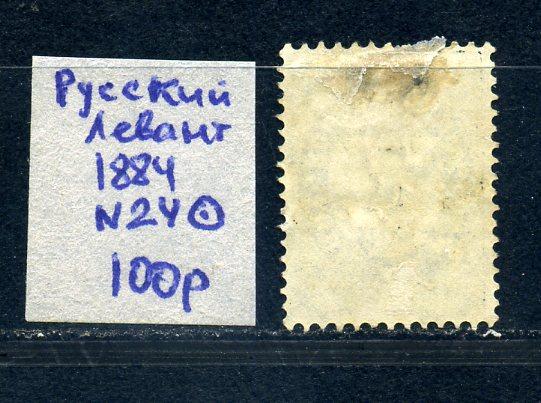 Русский
Левант
1884
N24⊙
100р